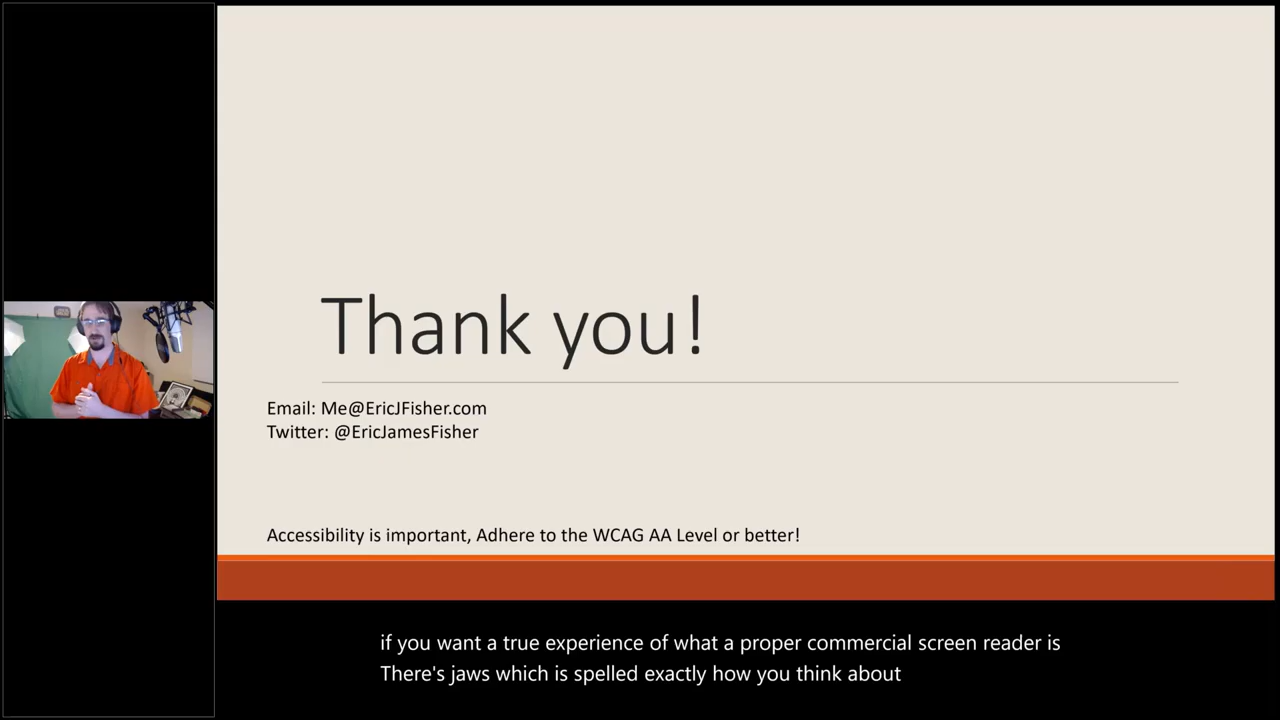 Thank you!
Email: Me@EricJFisher.com
Twitter: @EricJamesFisher
Accessibility is important, Adhere to the WCAG AA Level or better!
if you want a true experience of what a proper commercial screen reader is
There's jaws which is spelled exactly how you think about